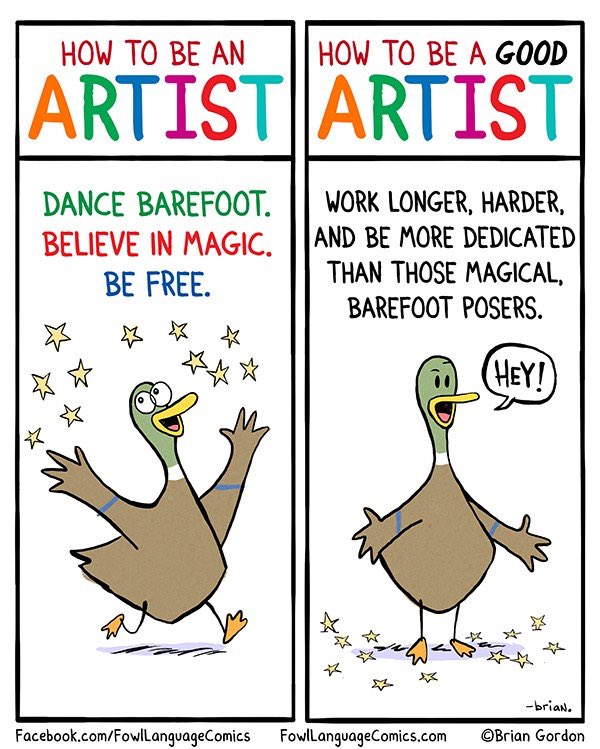 HOW TO BE AN
ARTIST
DANCE BAREFOOT.
BELIEVE IN MAGIC.
BE FREE.
HOW TO BE A GOOD
ARTIST
WORK LONGER, HARDER,
AND BE MORE DEDICATED
THAN THOSE MAGICAL,
BAREFOOT POSERS.
HEY!
-brian.
Facebook.com/FowlLanguageComics
FowlLanguageComics.com
©Brian Gordon